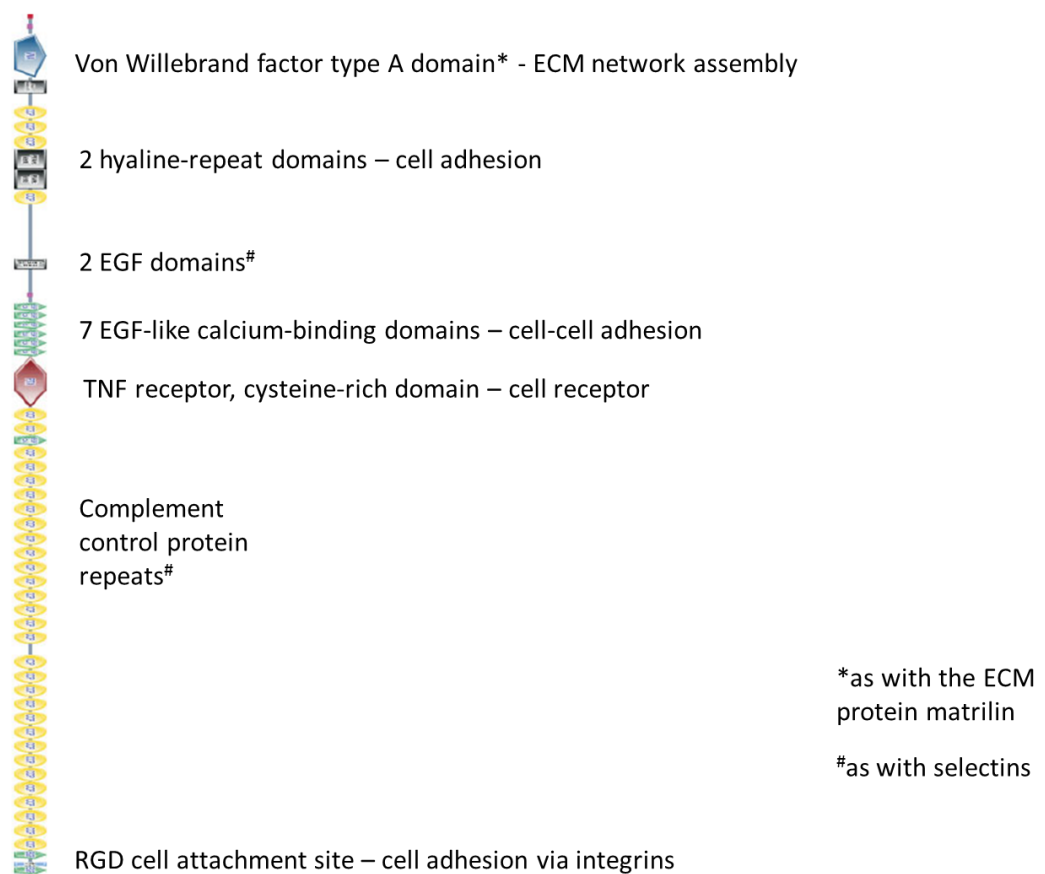 Von Willebrand factor type A domain* - ECM network assembly
2 hyaline-repeat domains – cell adhesion
2 EGF domains#
7 EGF-like calcium-binding domains – cell-cell adhesion
TNF receptor, cysteine-rich domain – cell receptor
Complement
control protein
repeats#
*as with the ECM
protein matrilin
#as with selectins
RGD cell attachment site – cell adhesion via integrins